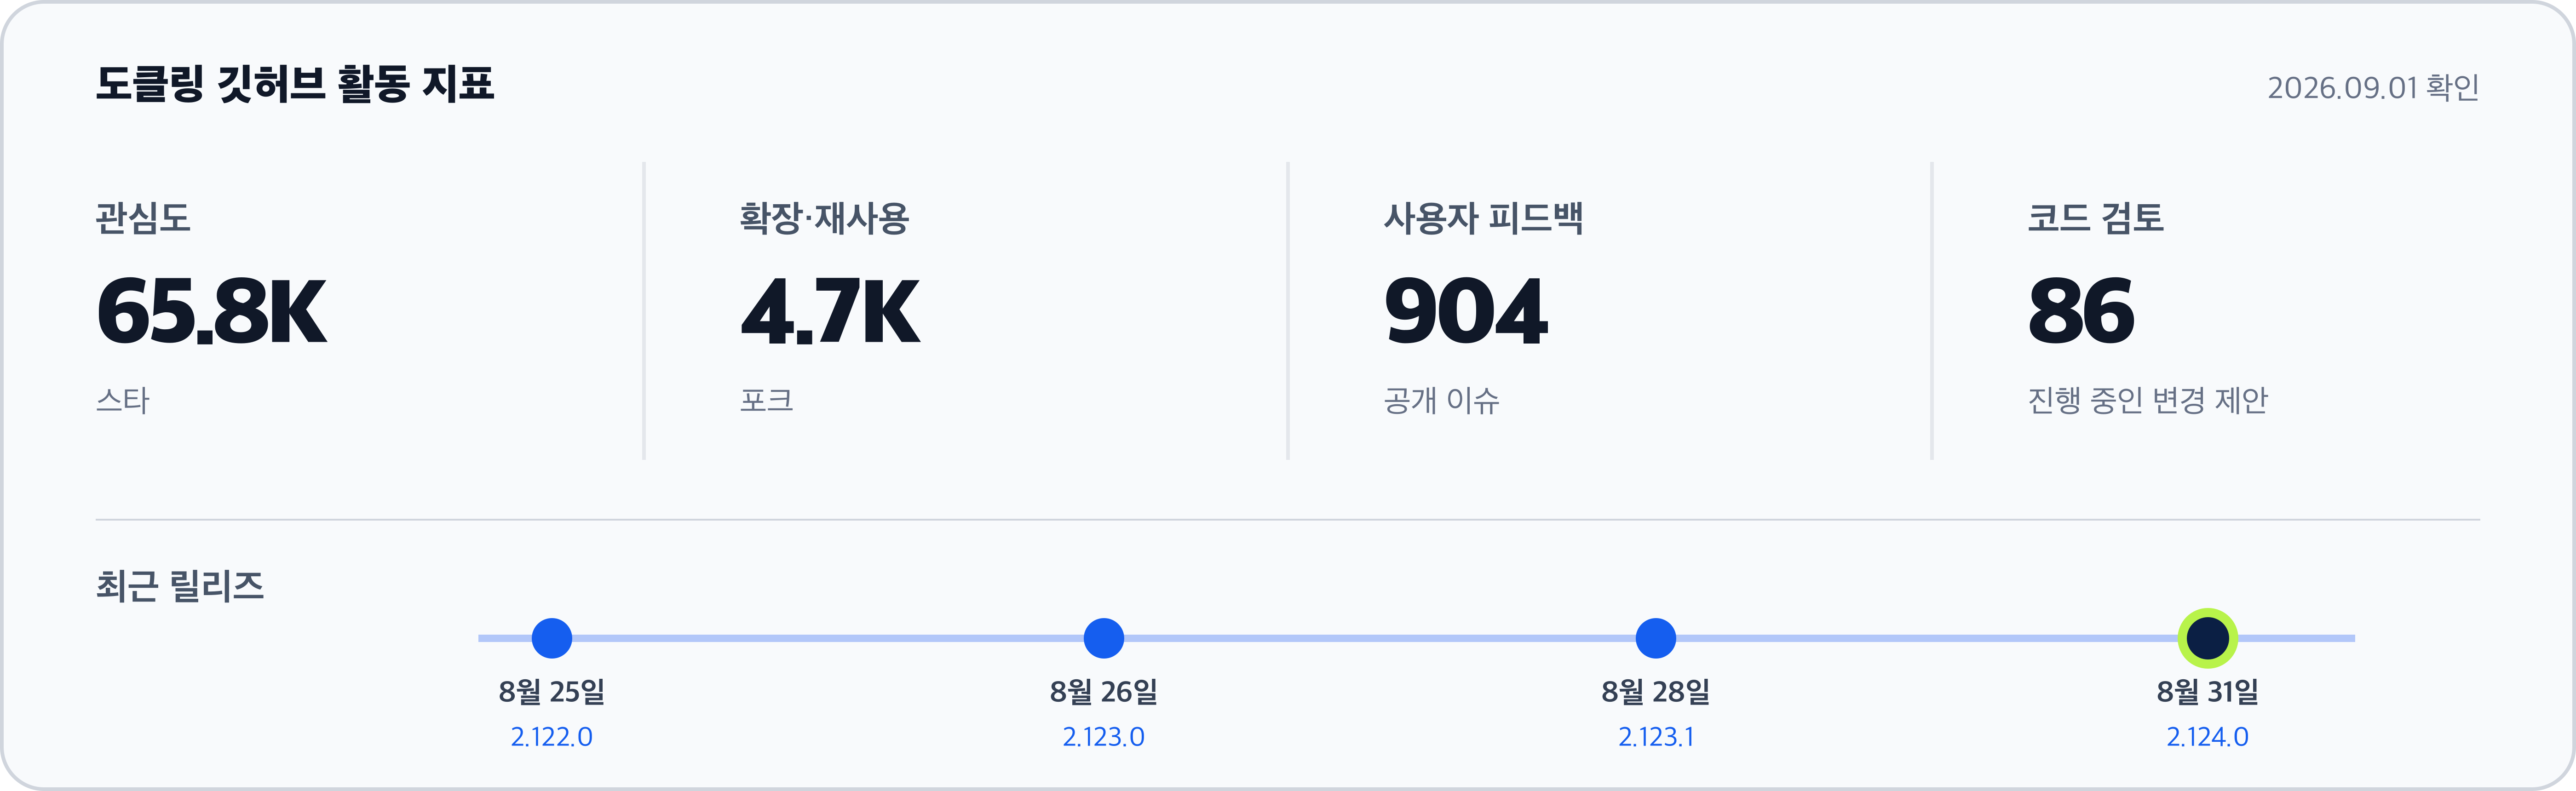 도클링 깃허브 활동 지표
2026.09.01 확인
관심도
65.8K
스타
확장·재사용
4.7K
포크
사용자 피드백
904
공개 이슈
코드 검토
86
진행 중인 변경 제안
최근 릴리즈
8월 25일
2.122.0
8월 26일
2.123.0
8월 28일
2.123.1
8월 31일
2.124.0